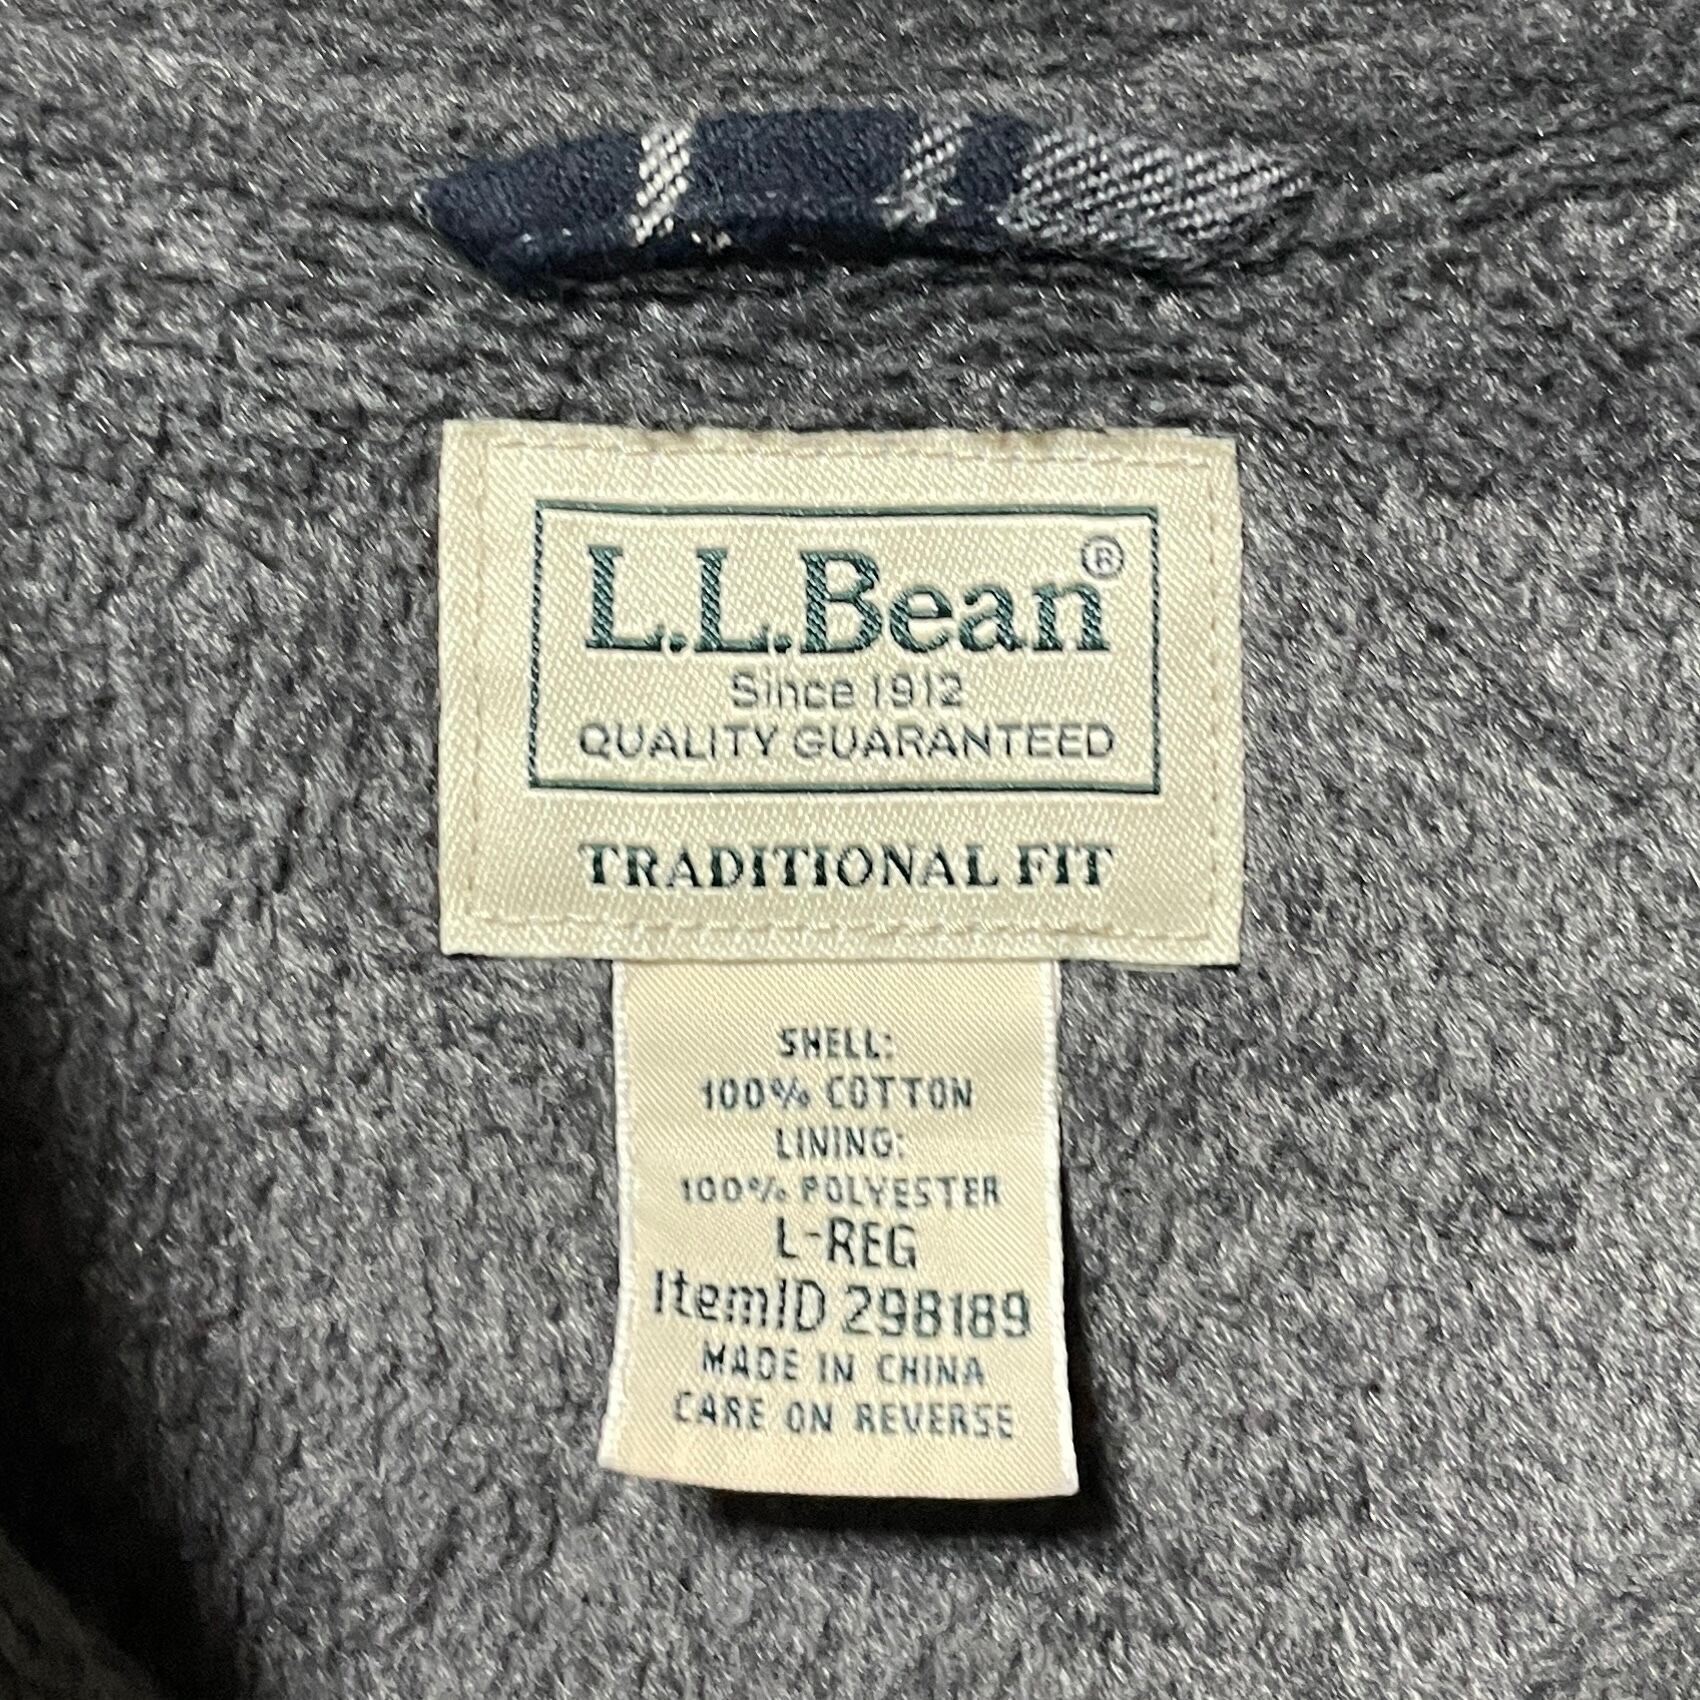 L.L.Bean®
Since 1912
QUALITY GUARANTEED
TRADITIONAL FIT
SHELL:
100% COTTON
LINING:
100% POLYESTER
L-REG
ItemID 298189
MADE IN CHINA
CARE ON REVERSE